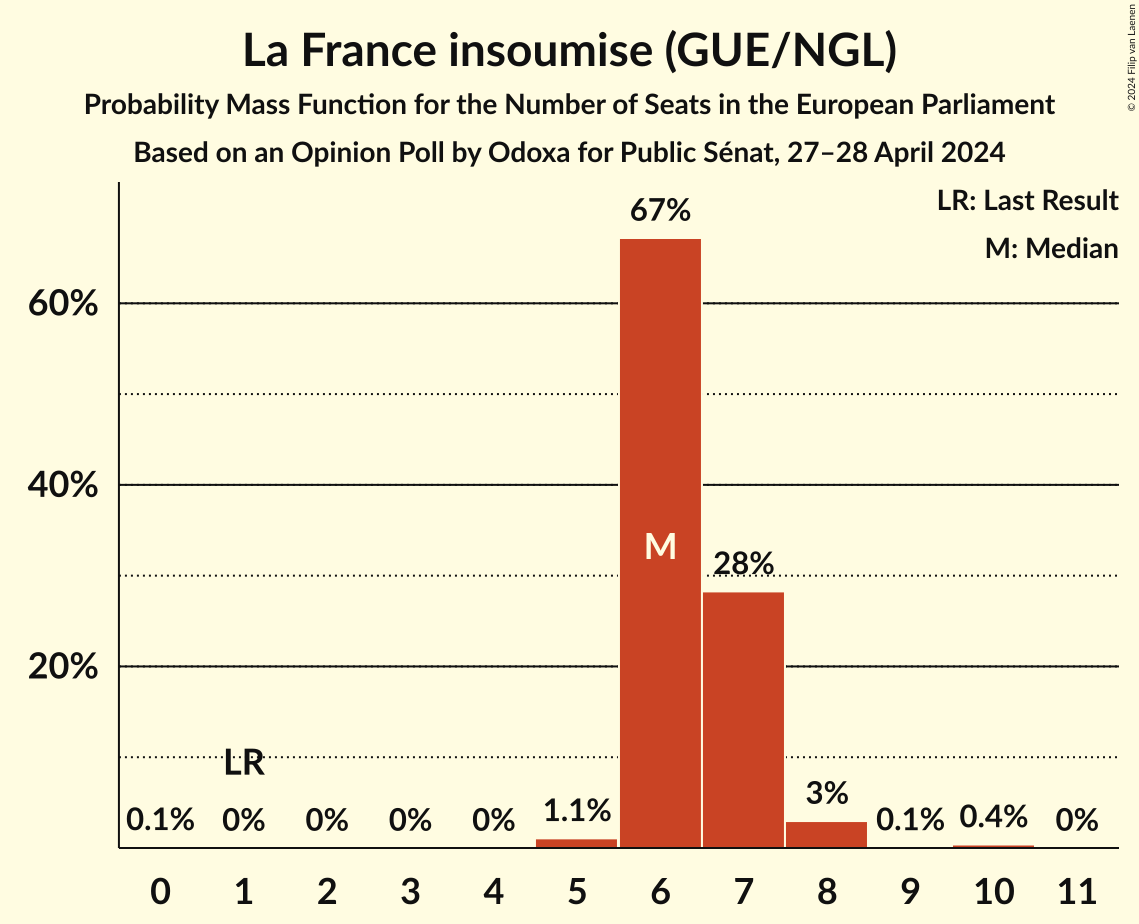 La France insoumise (GUE/NGL)
Probability Mass Function for the Number of Seats in the European Parliament
Based on an Opinion Poll by Odoxa for Public Sénat, 27–28 April 2024
© 2024 Filip van Laenen
LR: Last Result
M: Median
67%
60%
40%
M
28%
20%
LR
0.1% 0% 0% 0% 0% 1.1% 3% 0.1% 0.4% 0%
0 1 2 3 4 5 6 7 8 9 10 11